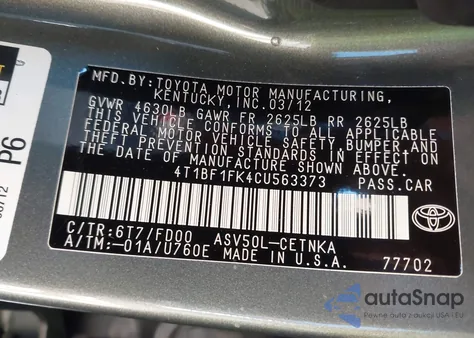 MFD.BY:TOYOTA MOTOR MANUFACTURING,
KENTUCKY,INC.03/12
GVWR 4630LB GAWR FR 2625LB RR 2625LB
THIS VEHICLE CONFORMS TO ALL APPLICABLE
FEDERAL MOTOR VEHICLE SAFETY,BUMPER,AND
THEFT PREVENTION STANDARDS IN EFFECT ON
THE DATE OF MANUFACTURE SHOWN ABOVE.
4T1BF1FK4CU563373 PASS.CAR
C/TR:6T7/FD00 ASV50L-CETNKA
A/TM:-01A/U760E MADE IN U.S.A.
77702
TOYOTA
P6
autoSnap